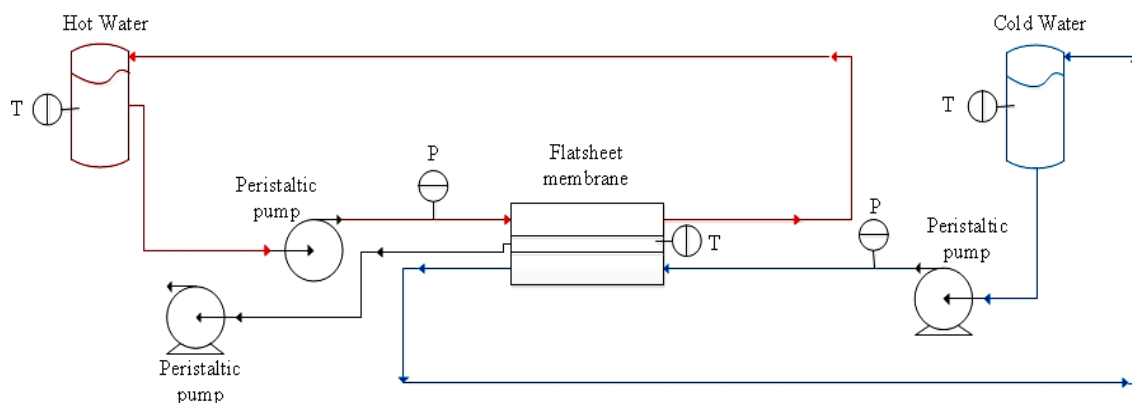 Hot Water
Cold Water
T
T
P
Flatsheet
membrane
Peristaltic
pump
P
T
Peristaltic
pump
Peristaltic
pump